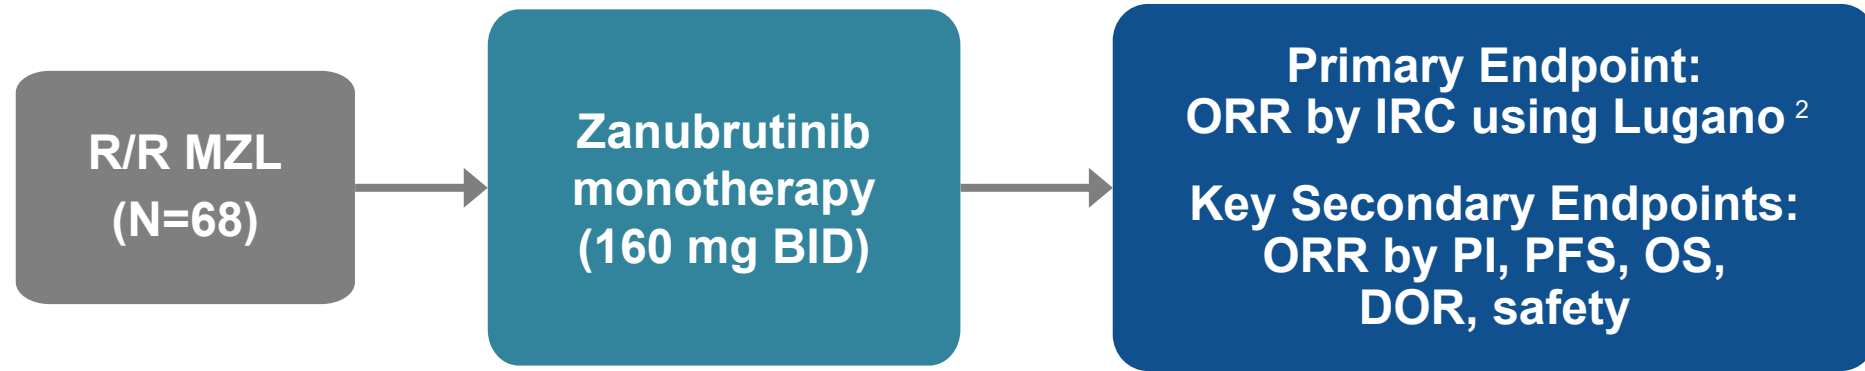 R/R MZL
(N=68)
Zanubrutinib
monotherapy
(160 mg BID)
Primary Endpoint:
ORR by IRC using Lugano 2
Key Secondary Endpoints:
ORR by PI, PFS, OS,
DOR, safety